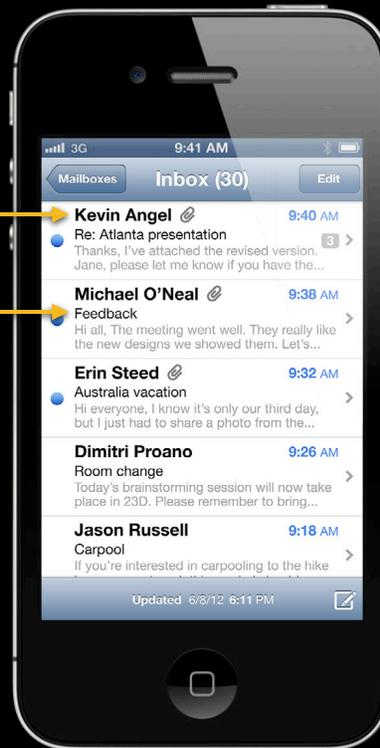 3G 9:41 AM
Mailboxes Inbox (30) Edit
Kevin Angel 9:40 AM
Re: Atlanta presentation
Thanks, I've attached the revised version. 3
Jane, please let me know if you have the...
Michael O'Neal 9:38 AM
Feedback
Hi all, The meeting went well. They really like
the new designs we showed them. Let's...
Erin Steed 9:32 AM
Australia vacation
Hi everyone, I know it's only our third day,
but I just had to share a photo from the...
Dimitri Proano 9:26 AM
Room change
Today's brainstorming session will now take
place in 23D. Please remember to bring...
Jason Russell 9:18 AM
Carpool
If you're interested in carpooling to the hike
Updated 6/8/12 6:11 PM